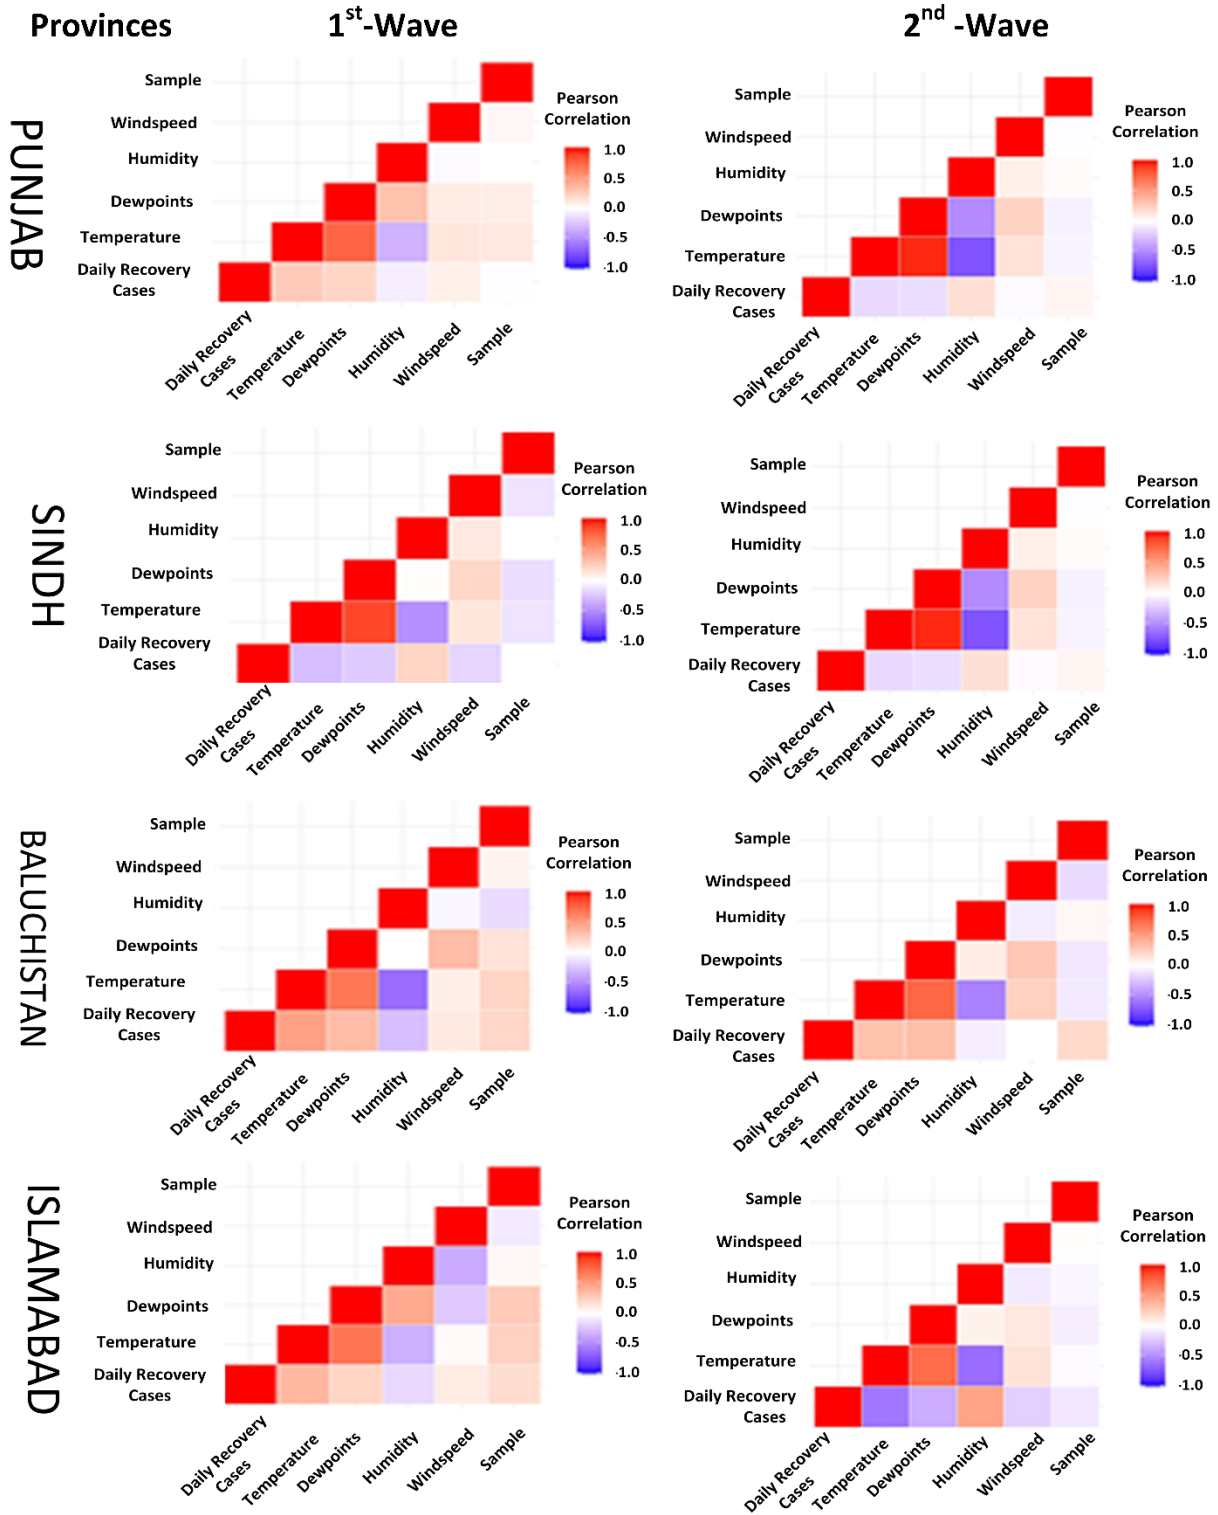 Provinces
1st-Wave
2nd -Wave
PUNJAB
Sample
Windspeed
Humidity
Dewpoints
Temperature
Daily Recovery
Cases
Daily Recovery
Cases
Temperature
Dewpoints
Humidity
Windspeed
Sample
Pearson
Correlation
1.0
0.5
0.0
-0.5
-1.0
Sample
Windspeed
Humidity
Dewpoints
Temperature
Daily Recovery
Cases
Daily Recovery
Cases
Temperature
Dewpoints
Humidity
Windspeed
Sample
Pearson
Correlation
1.0
0.5
0.0
-0.5
-1.0
SINDH
Sample
Windspeed
Humidity
Dewpoints
Temperature
Daily Recovery
Cases
Daily Recovery
Cases
Temperature
Dewpoints
Humidity
Windspeed
Sample
Pearson
Correlation
1.0
0.5
0.0
-0.5
-1.0
Sample
Windspeed
Humidity
Dewpoints
Temperature
Daily Recovery
Cases
Daily Recovery
Cases
Temperature
Dewpoints
Humidity
Windspeed
Sample
Pearson
Correlation
1.0
0.5
0.0
-0.5
-1.0
BALUCHISTAN
Sample
Windspeed
Humidity
Dewpoints
Temperature
Daily Recovery
Cases
Daily Recovery
Cases
Temperature
Dewpoints
Humidity
Windspeed
Sample
Pearson
Correlation
1.0
0.5
0.0
-0.5
-1.0
Sample
Windspeed
Humidity
Dewpoints
Temperature
Daily Recovery
Cases
Daily Recovery
Cases
Temperature
Dewpoints
Humidity
Windspeed
Sample
Pearson
Correlation
1.0
0.5
0.0
-0.5
-1.0
ISLAMABAD
Sample
Windspeed
Humidity
Dewpoints
Temperature
Daily Recovery
Cases
Daily Recovery
Cases
Temperature
Dewpoints
Humidity
Windspeed
Sample
Pearson
Correlation
1.0
0.5
0.0
-0.5
-1.0
Sample
Windspeed
Humidity
Dewpoints
Temperature
Daily Recovery
Cases
Daily Recovery
Cases
Temperature
Dewpoints
Humidity
Windspeed
Sample
Pearson
Correlation
1.0
0.5
0.0
-0.5
-1.0